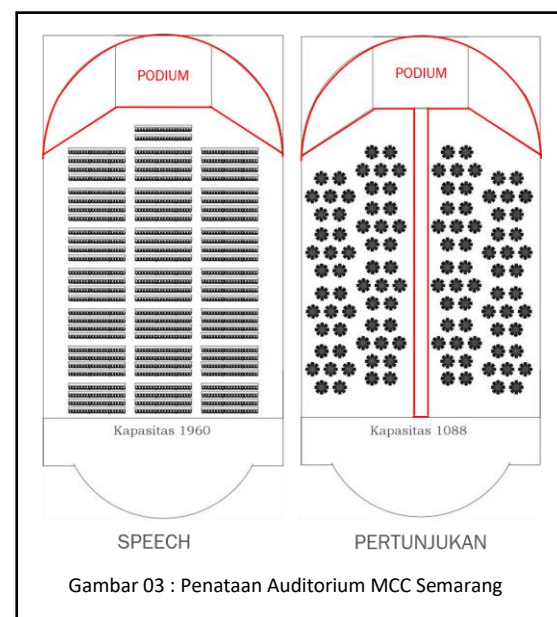 PODIUM
PODIUM
Kapasitas 1960
Kapasitas 1088
SPEECH
PERTUNJUKAN
Gambar 03 : Penataan Auditorium MCC Semarang